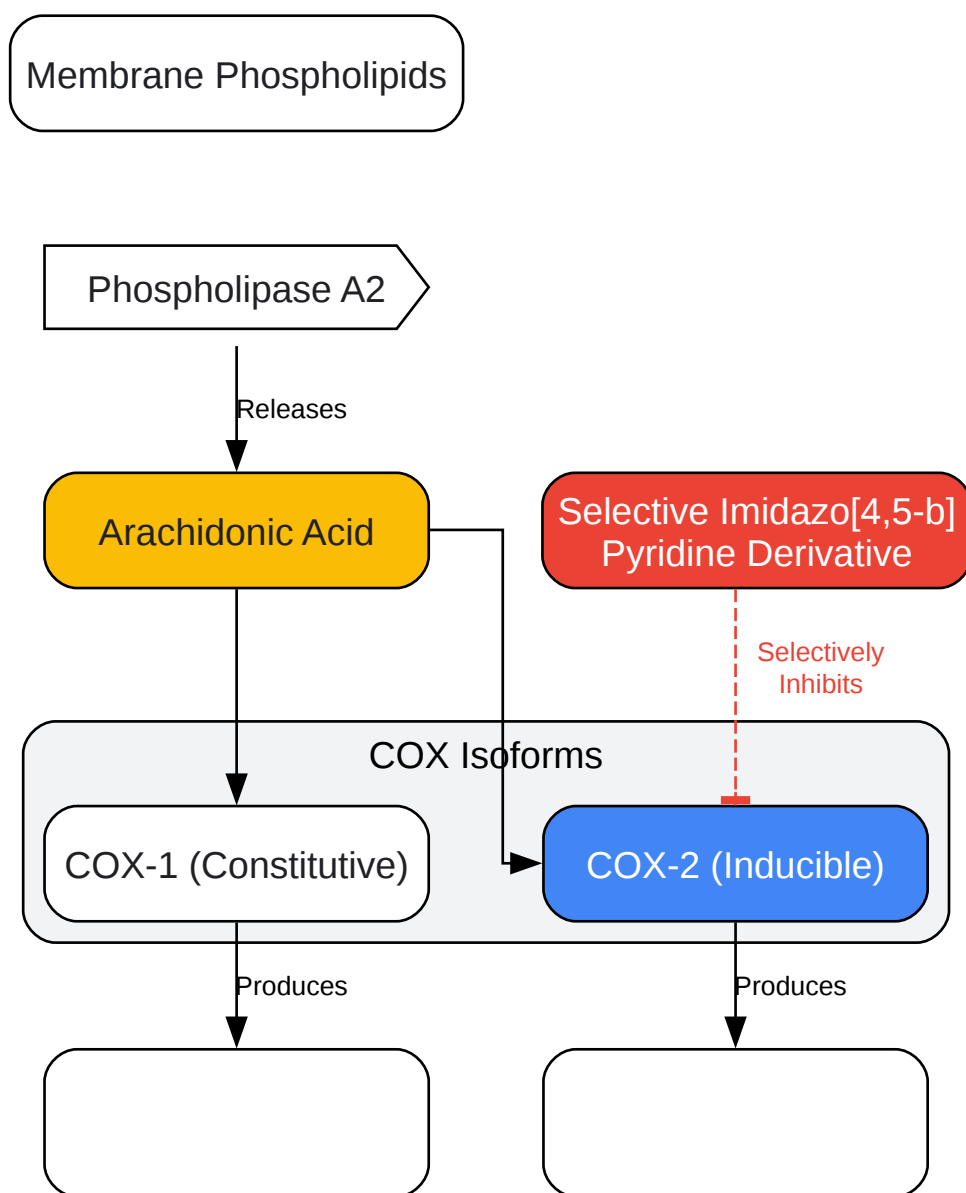 Membrane Phospholipids
Phospholipase A2
Releases
Arachidonic Acid
Selective Imidazo[4,5-b]
Pyridine Derivative
Selectively
Inhibits
COX Isoforms
COX-1 (Constitutive)
COX-2 (Inducible)
Produces
Produces